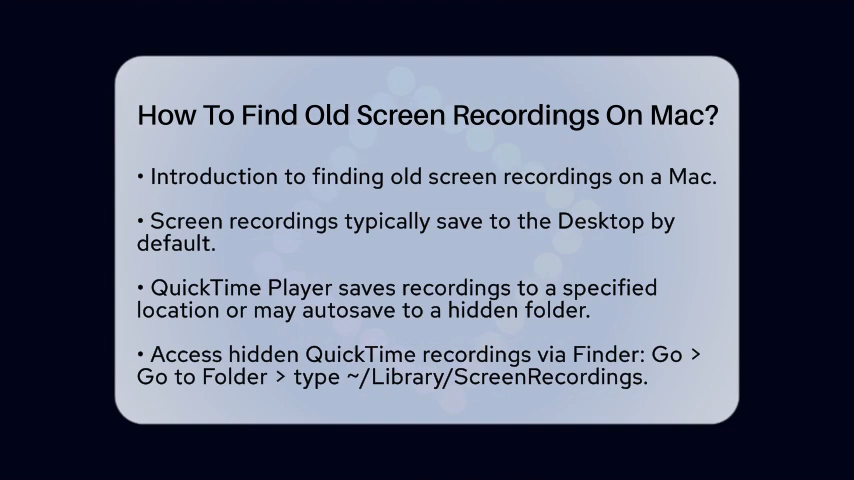 How To Find Old Screen Recordings On Mac?
• Introduction to finding old screen recordings on a Mac.
• Screen recordings typically save to the Desktop by
default.
• QuickTime Player saves recordings to a specified
location or may autosave to a hidden folder.
• Access hidden QuickTime recordings via Finder: Go >
Go to Folder > type ~/Library/ScreenRecordings.